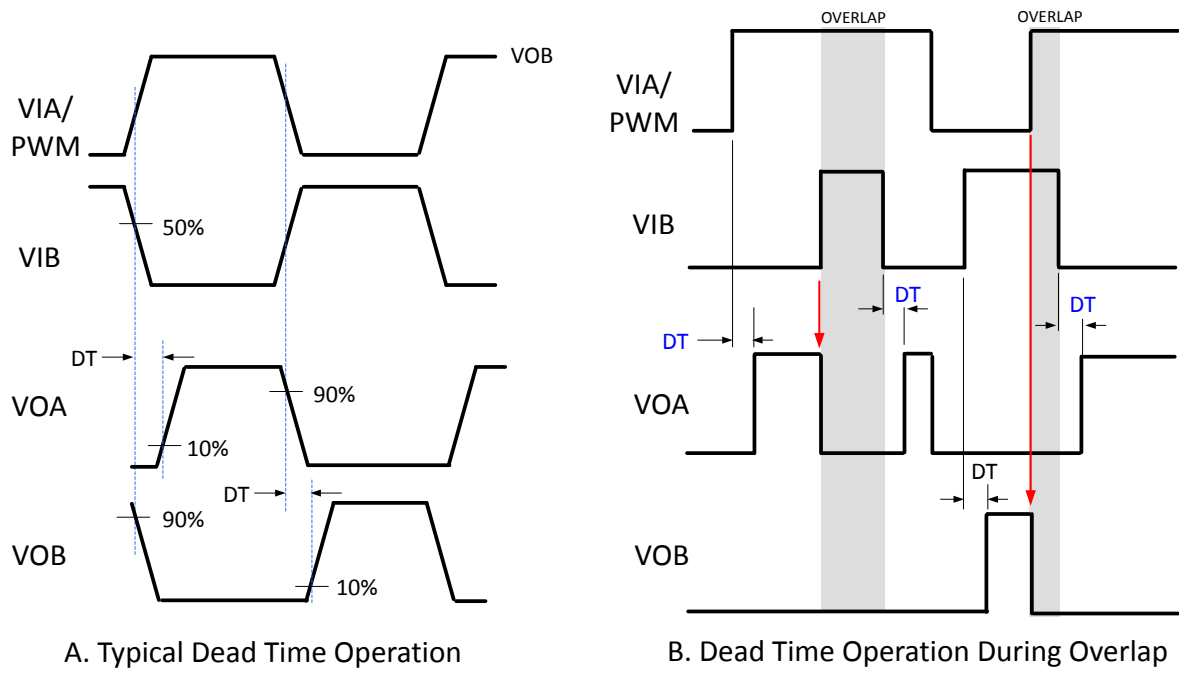 VOB
VIA/
PWM
VIB
50%
DT
VOA
90%
10%
DT
VOB
90%
10%
A. Typical Dead Time Operation
OVERLAP
OVERLAP
VIA/
PWM
VIB
DT
DT
DT
VOA
DT
VOB
B. Dead Time Operation During Overlap